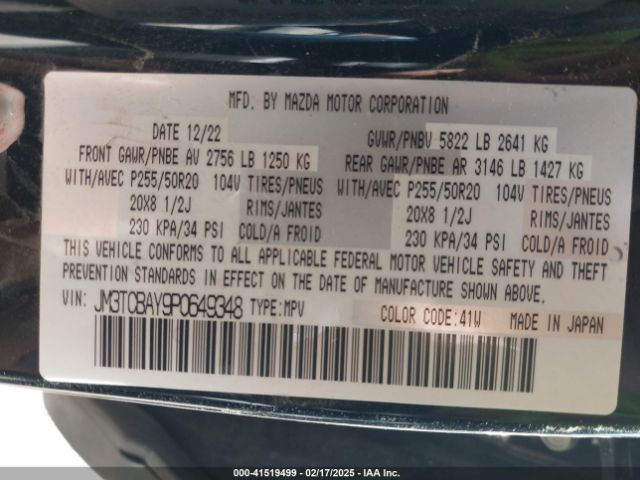 MFD. BY MAZDA MOTOR CORPORATION
DATE 12/22 GVWR/PNBV 5822 LB 2641 KG
FRONT GAWR/PNBE AV 2756 LB 1250 KG REAR GAWR/PNBE AR 3146 LB 1427 KG
WITH/AVEC P255/50R20 104V TIRES/PNEUS WITH/AVEC P255/50R20 104V TIRES/PNEUS
20X8 1/2J RIMS/JANTES 20X8 1/2J RIMS/JANTES
230 KPA/34 PSI COLD/A FROID 230 KPA/34 PSI COLD/A FROID
THIS VEHICLE CONFORMS TO ALL APPLICABLE FEDERAL MOTOR VEHICLE SAFETY AND THEFT
PREVENTION STANDARDS IN EFFECT ON THE DATE OF MANUFACTURE SHOWN ABOVE.
VIN: JM3TCBAY9P0649348 TYPE:MPV COLOR CODE:41W MADE IN JAPAN
000-41519499 - 02/17/2025 - IAA Inc.